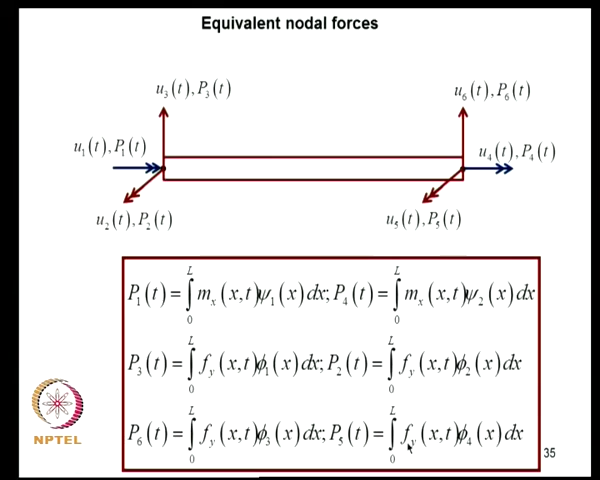 Equivalent nodal forces
u₃(t), P₃(t)
u₆(t), P₆(t)
u₁(t), P₁(t)
u₄(t), P₄(t)
u₂(t), P₂(t)
u₅(t), P₅(t)
P₁(t) = ∫₀ᴸ mₓ(x,t)ψ₁(x)dx; P₄(t) = ∫₀ᴸ mₓ(x,t)ψ₂(x)dx
P₃(t) = ∫₀ᴸ f_y(x,t)ϕ₁(x)dx; P₂(t) = ∫₀ᴸ f_y(x,t)ϕ₂(x)dx
P₆(t) = ∫₀ᴸ f_y(x,t)ϕ₃(x)dx; P₅(t) = ∫₀ᴸ f_y(x,t)ϕ₄(x)dx
NPTEL
35